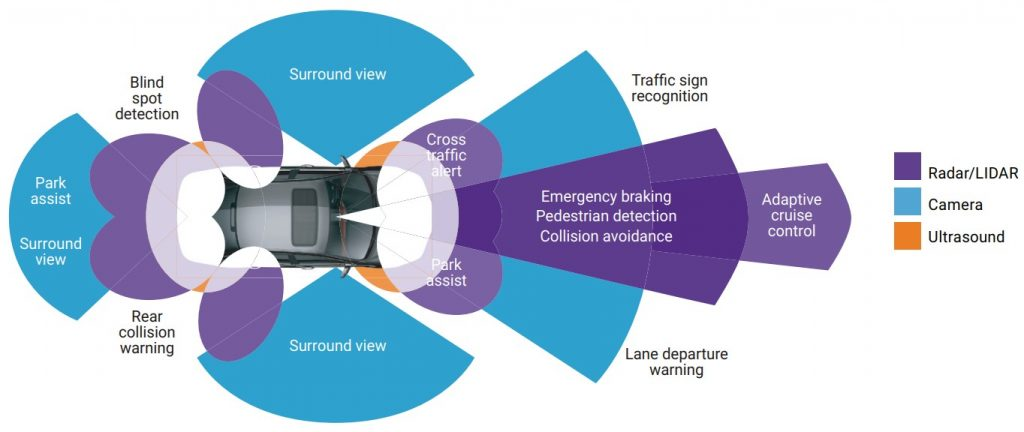 Surround view
Blind
spot
detection
Traffic sign
recognition
Cross
traffic
alert
Park
assist
Surround
view
Emergency braking
Pedestrian detection
Collision avoidance
Adaptive
cruise
control
Radar/LIDAR
Camera
Ultrasound
Park
assist
Rear
collision
warning
Surround view
Lane departure
warning